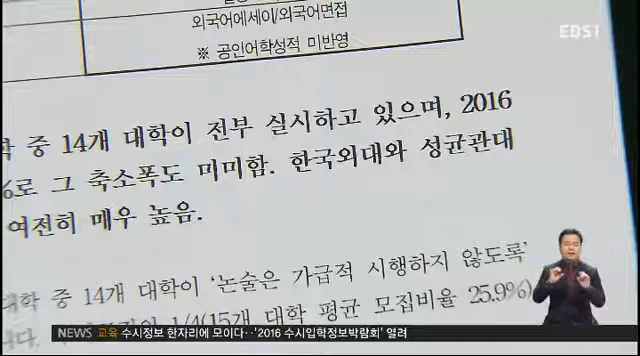 외국어에세이/외국어면접
EBS1
※ 공인어학성적 미반영
중 14개 대학이 전부 실시하고 있으며, 2016
%로 그 축소폭도 미미함. 한국외대와 성균관대
여전히 매우 높음.
대학 중 14개 대학이 '논술은 가급적 시행하지 않도록'
1/4(15개 대학 평균 모집비율 25.9%)
NEWS 교육 수시정보 한자리에 모이다‥'2016 수시입학정보박람회' 열려